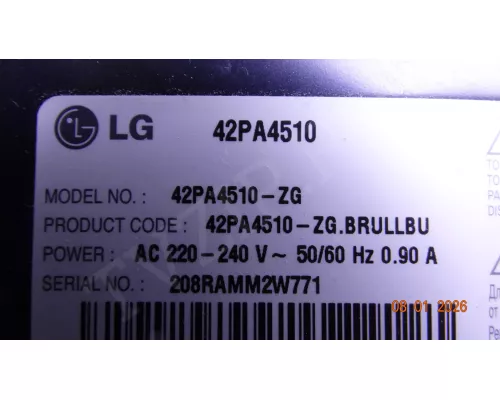 LG 42PA4510
MODEL NO. : 42PA4510-ZG
PRODUCT CODE : 42PA4510-ZG.BRULLBU
POWER : AC 220-240 V~ 50/60 Hz 0.90 A
SERIAL NO. : 208RAMM2W771
08 01 2026